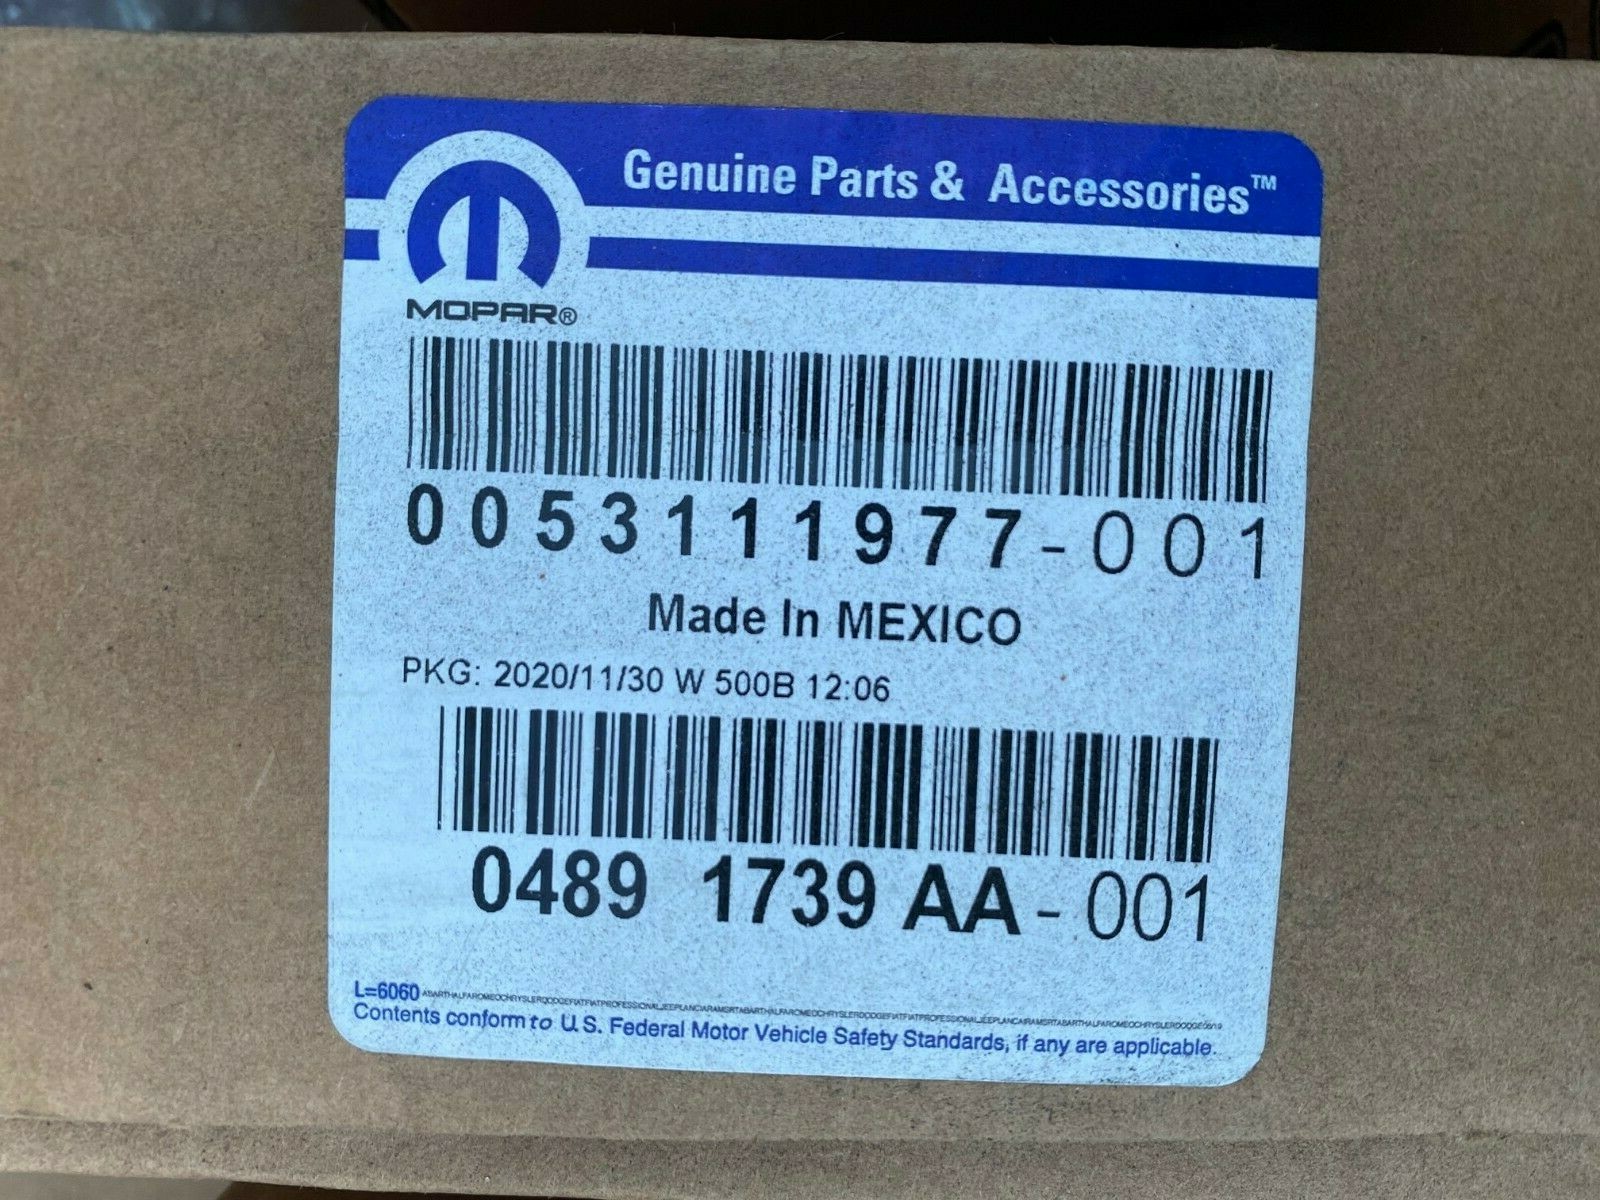 Genuine Parts & Accessories™
MOPAR®
0053111977-001
Made In MEXICO
PKG: 2020/11/30 W 500B 12:06
0489 1739 AA-001
L=6060
Contents conform to U.S. Federal Motor Vehicle Safety Standards, if any are applicable.